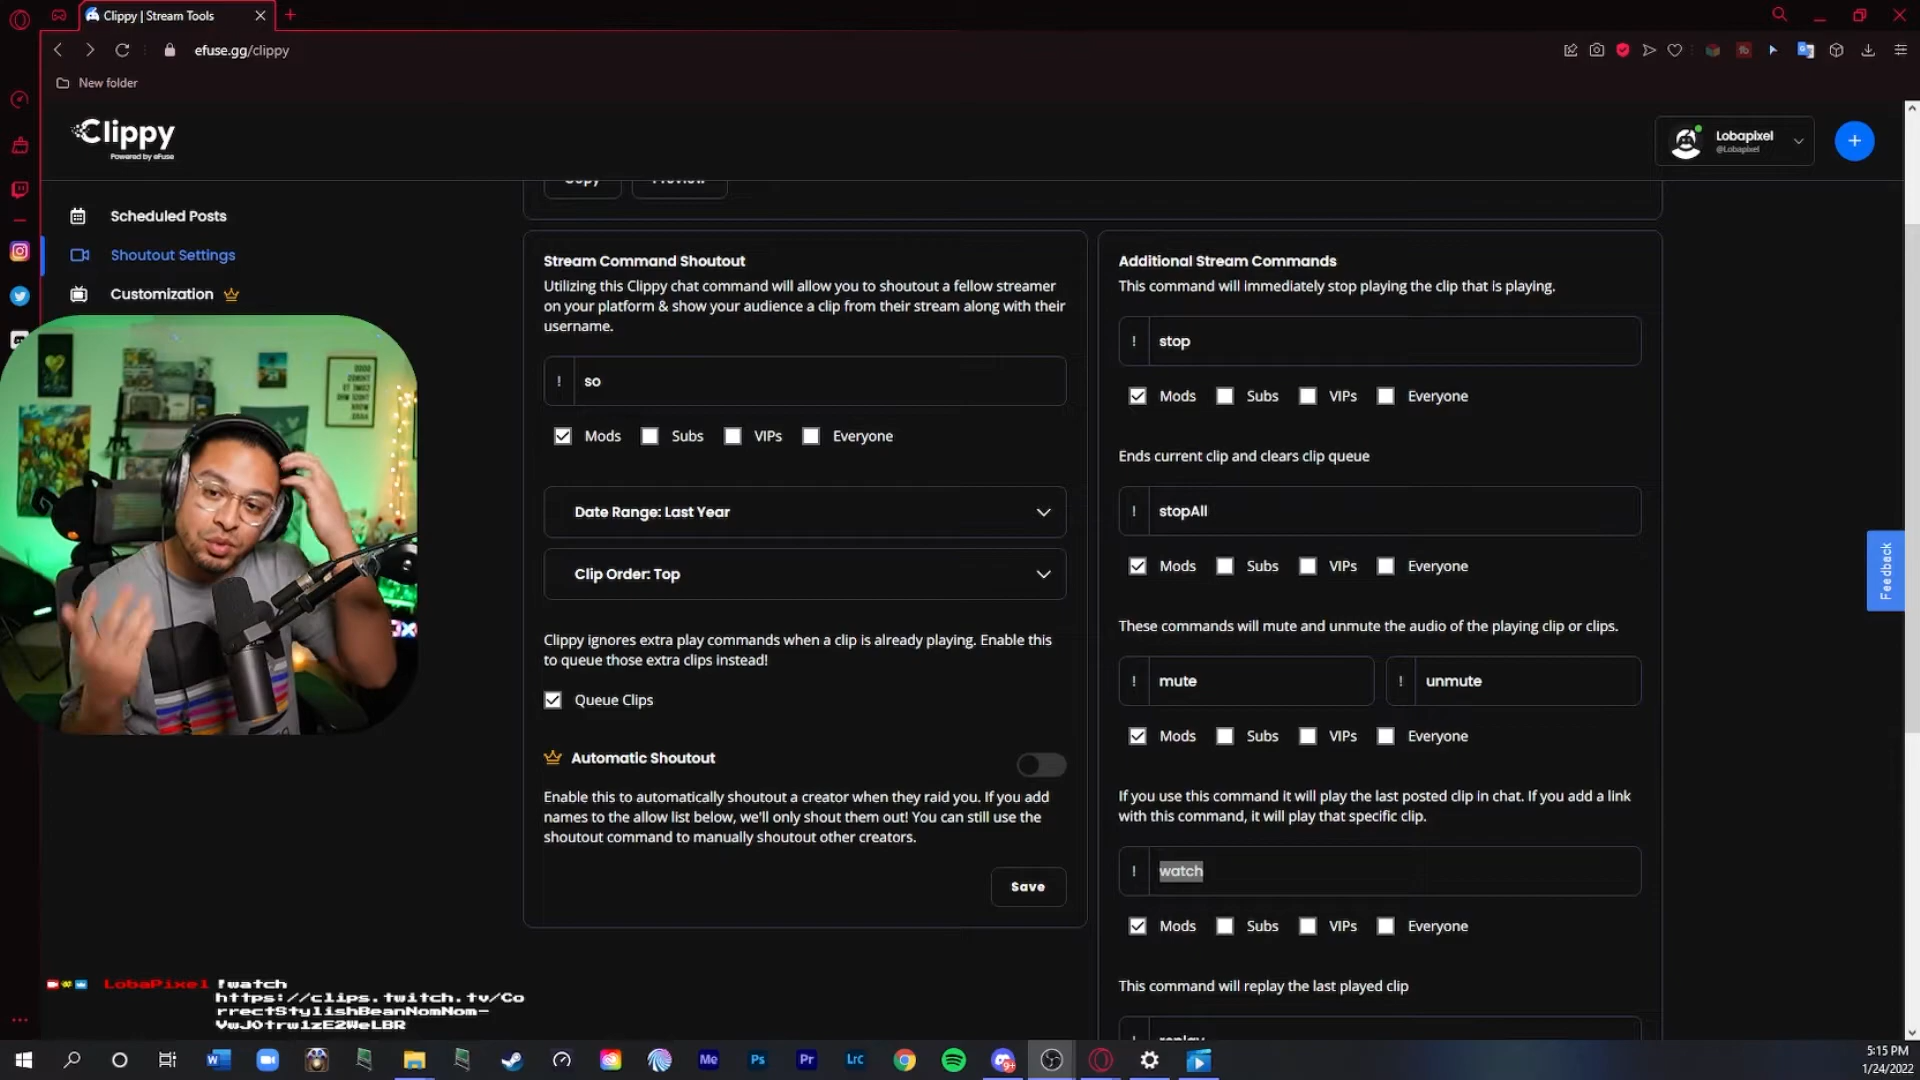 Clippy | Stream Tools
efuse.gg/clippy
New folder
Clippy
Powered by eFuse
Lobapixel
@Lobapixel
Copy
Preview
Scheduled Posts
Shoutout Settings
Customization
Stream Command Shoutout
Utilizing this Clippy chat command will allow you to shoutout a fellow streamer
on your platform & show your audience a clip from their stream along with their
username.
! so
Mods Subs VIPs Everyone
Date Range: Last Year
Clip Order: Top
Clippy ignores extra play commands when a clip is already playing. Enable this
to queue those extra clips instead!
Queue Clips
Automatic Shoutout
Enable this to automatically shoutout a creator when they raid you. If you add
names to the allow list below, we'll only shout them out! You can still use the
shoutout command to manually shoutout other creators.
Save
Additional Stream Commands
This command will immediately stop playing the clip that is playing.
! stop
Mods Subs VIPs Everyone
Ends current clip and clears clip queue
! stopAll
Mods Subs VIPs Everyone
These commands will mute and unmute the audio of the playing clip or clips.
! mute ! unmute
Mods Subs VIPs Everyone
If you use this command it will play the last posted clip in chat. If you add a link
with this command, it will play that specific clip.
! watch
Mods Subs VIPs Everyone
This command will replay the last played clip
replay
Feedback
LobaPixel !watch
https://clips.twitch.tv/Co
rrectStylishBeanNomNom-
VwJOtrw1zE2WeLBR
W
Me
Ps
Pr
Lrc
5:15 PM
1/24/2022